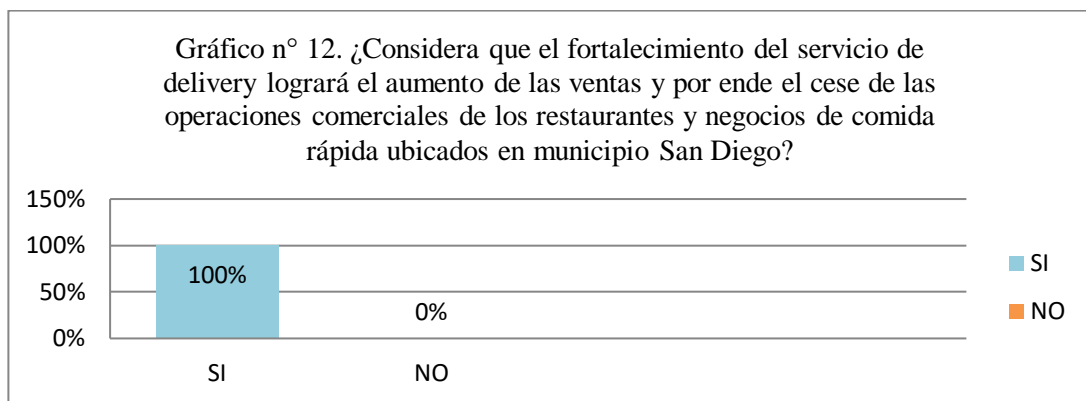 Gráfico n° 12. ¿Considera que el fortalecimiento del servicio de
delivery logrará el aumento de las ventas y por ende el cese de las
operaciones comerciales de los restaurantes y negocios de comida
rápida ubicados en municipio San Diego?
150%
100%
50%
0%
100%
0%
SI
NO
SI
NO